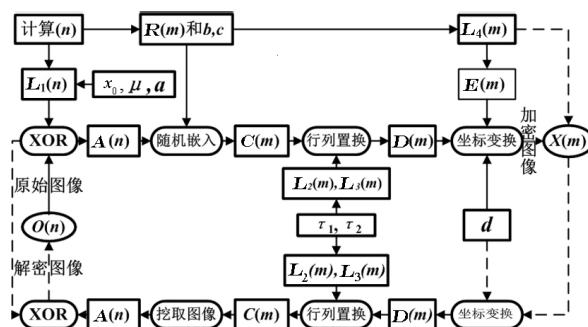 计算(n)
R(m)和b,c
L₄(m)
L₁(n)
x₀, μ, a
E(m)
XOR
A(n)
随机嵌入
C(m)
行列置换
D(m)
坐标变换
加密图像
X(m)
原始图像
L₂(m), L₃(m)
O(n)
τ₁, τ₂
d
解密图像
L₂(m), L₃(m)
XOR
A(n)
挖取图像
C(m)
行列置换
D(m)
坐标变换